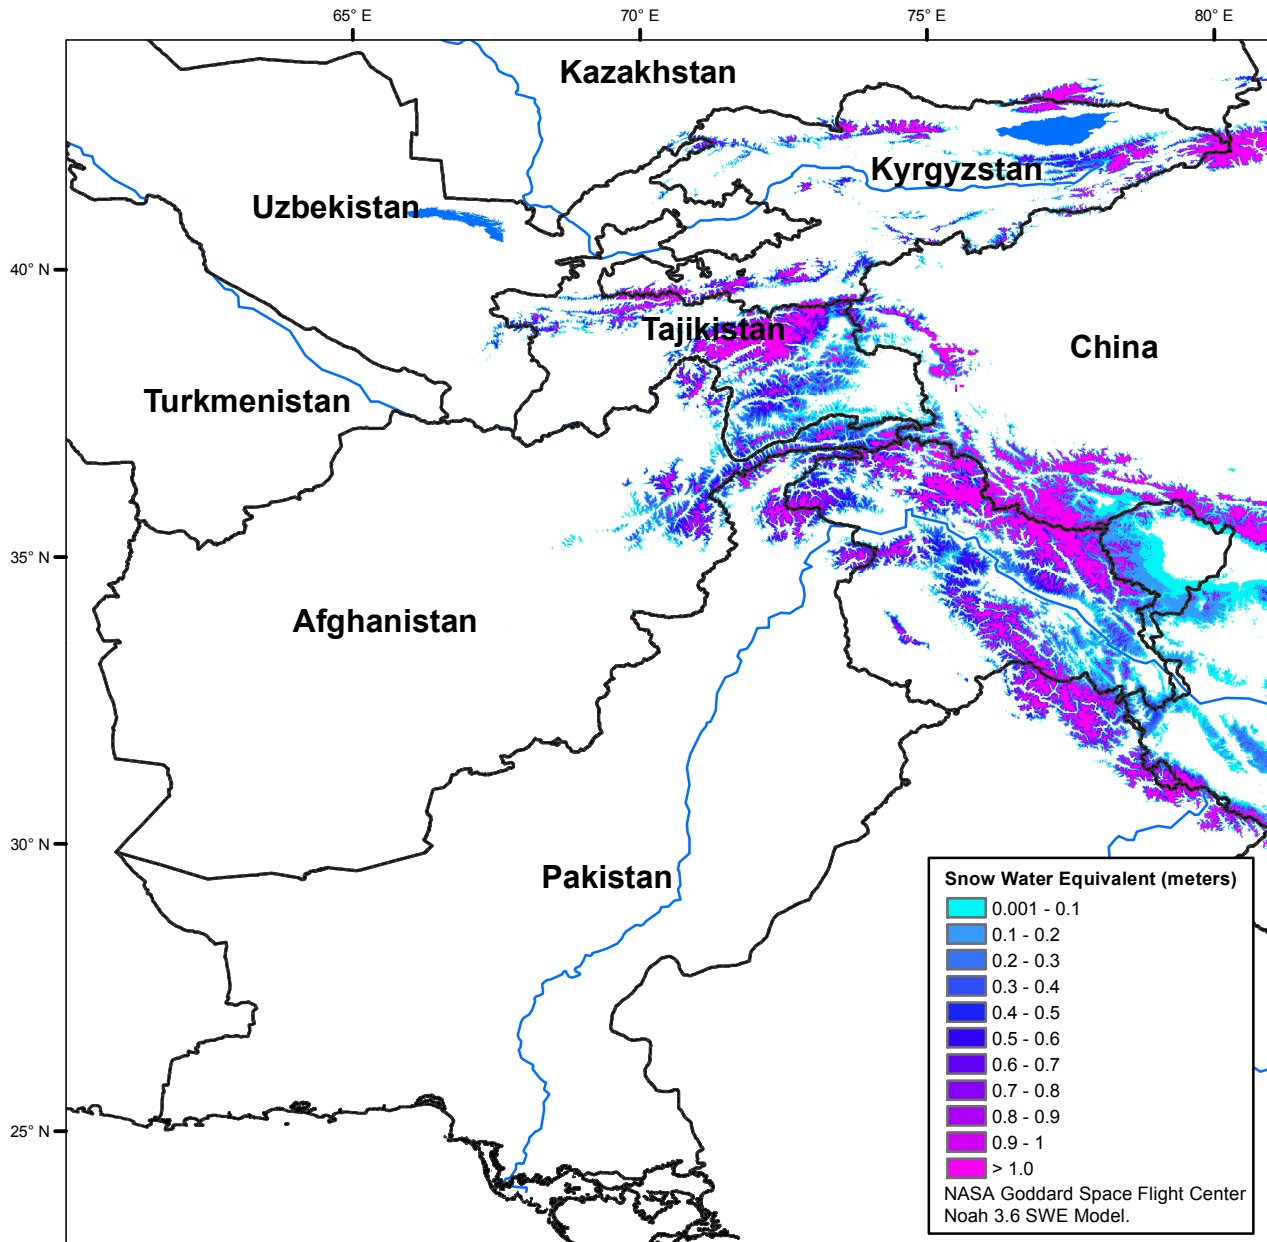 65° E
70° E
75° E
80° E
Kazakhstan
Kyrgyzstan
Uzbekistan
40° N
Tajikistan
China
Turkmenistan
35° N
Afghanistan
30° N
Pakistan
25° N
Snow Water Equivalent (meters)
0.001 - 0.1
0.1 - 0.2
0.2 - 0.3
0.3 - 0.4
0.4 - 0.5
0.5 - 0.6
0.6 - 0.7
0.7 - 0.8
0.8 - 0.9
0.9 - 1
> 1.0
NASA Goddard Space Flight Center
Noah 3.6 SWE Model.